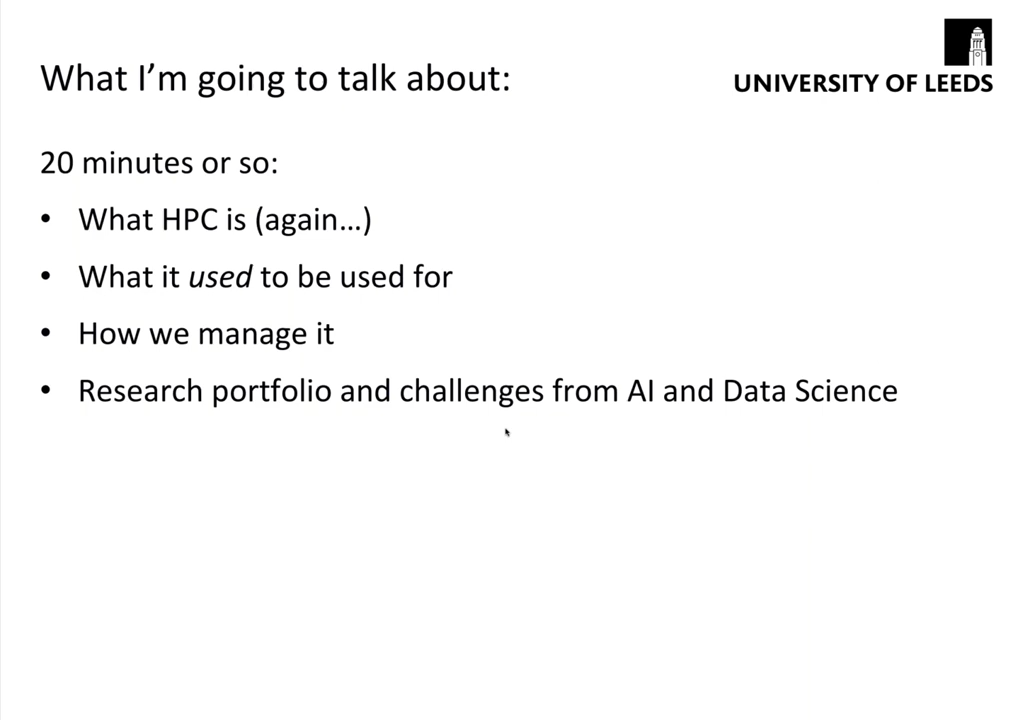 What I’m going to talk about:
UNIVERSITY OF LEEDS
20 minutes or so:
• What HPC is (again…)
• What it used to be used for
• How we manage it
• Research portfolio and challenges from AI and Data Science